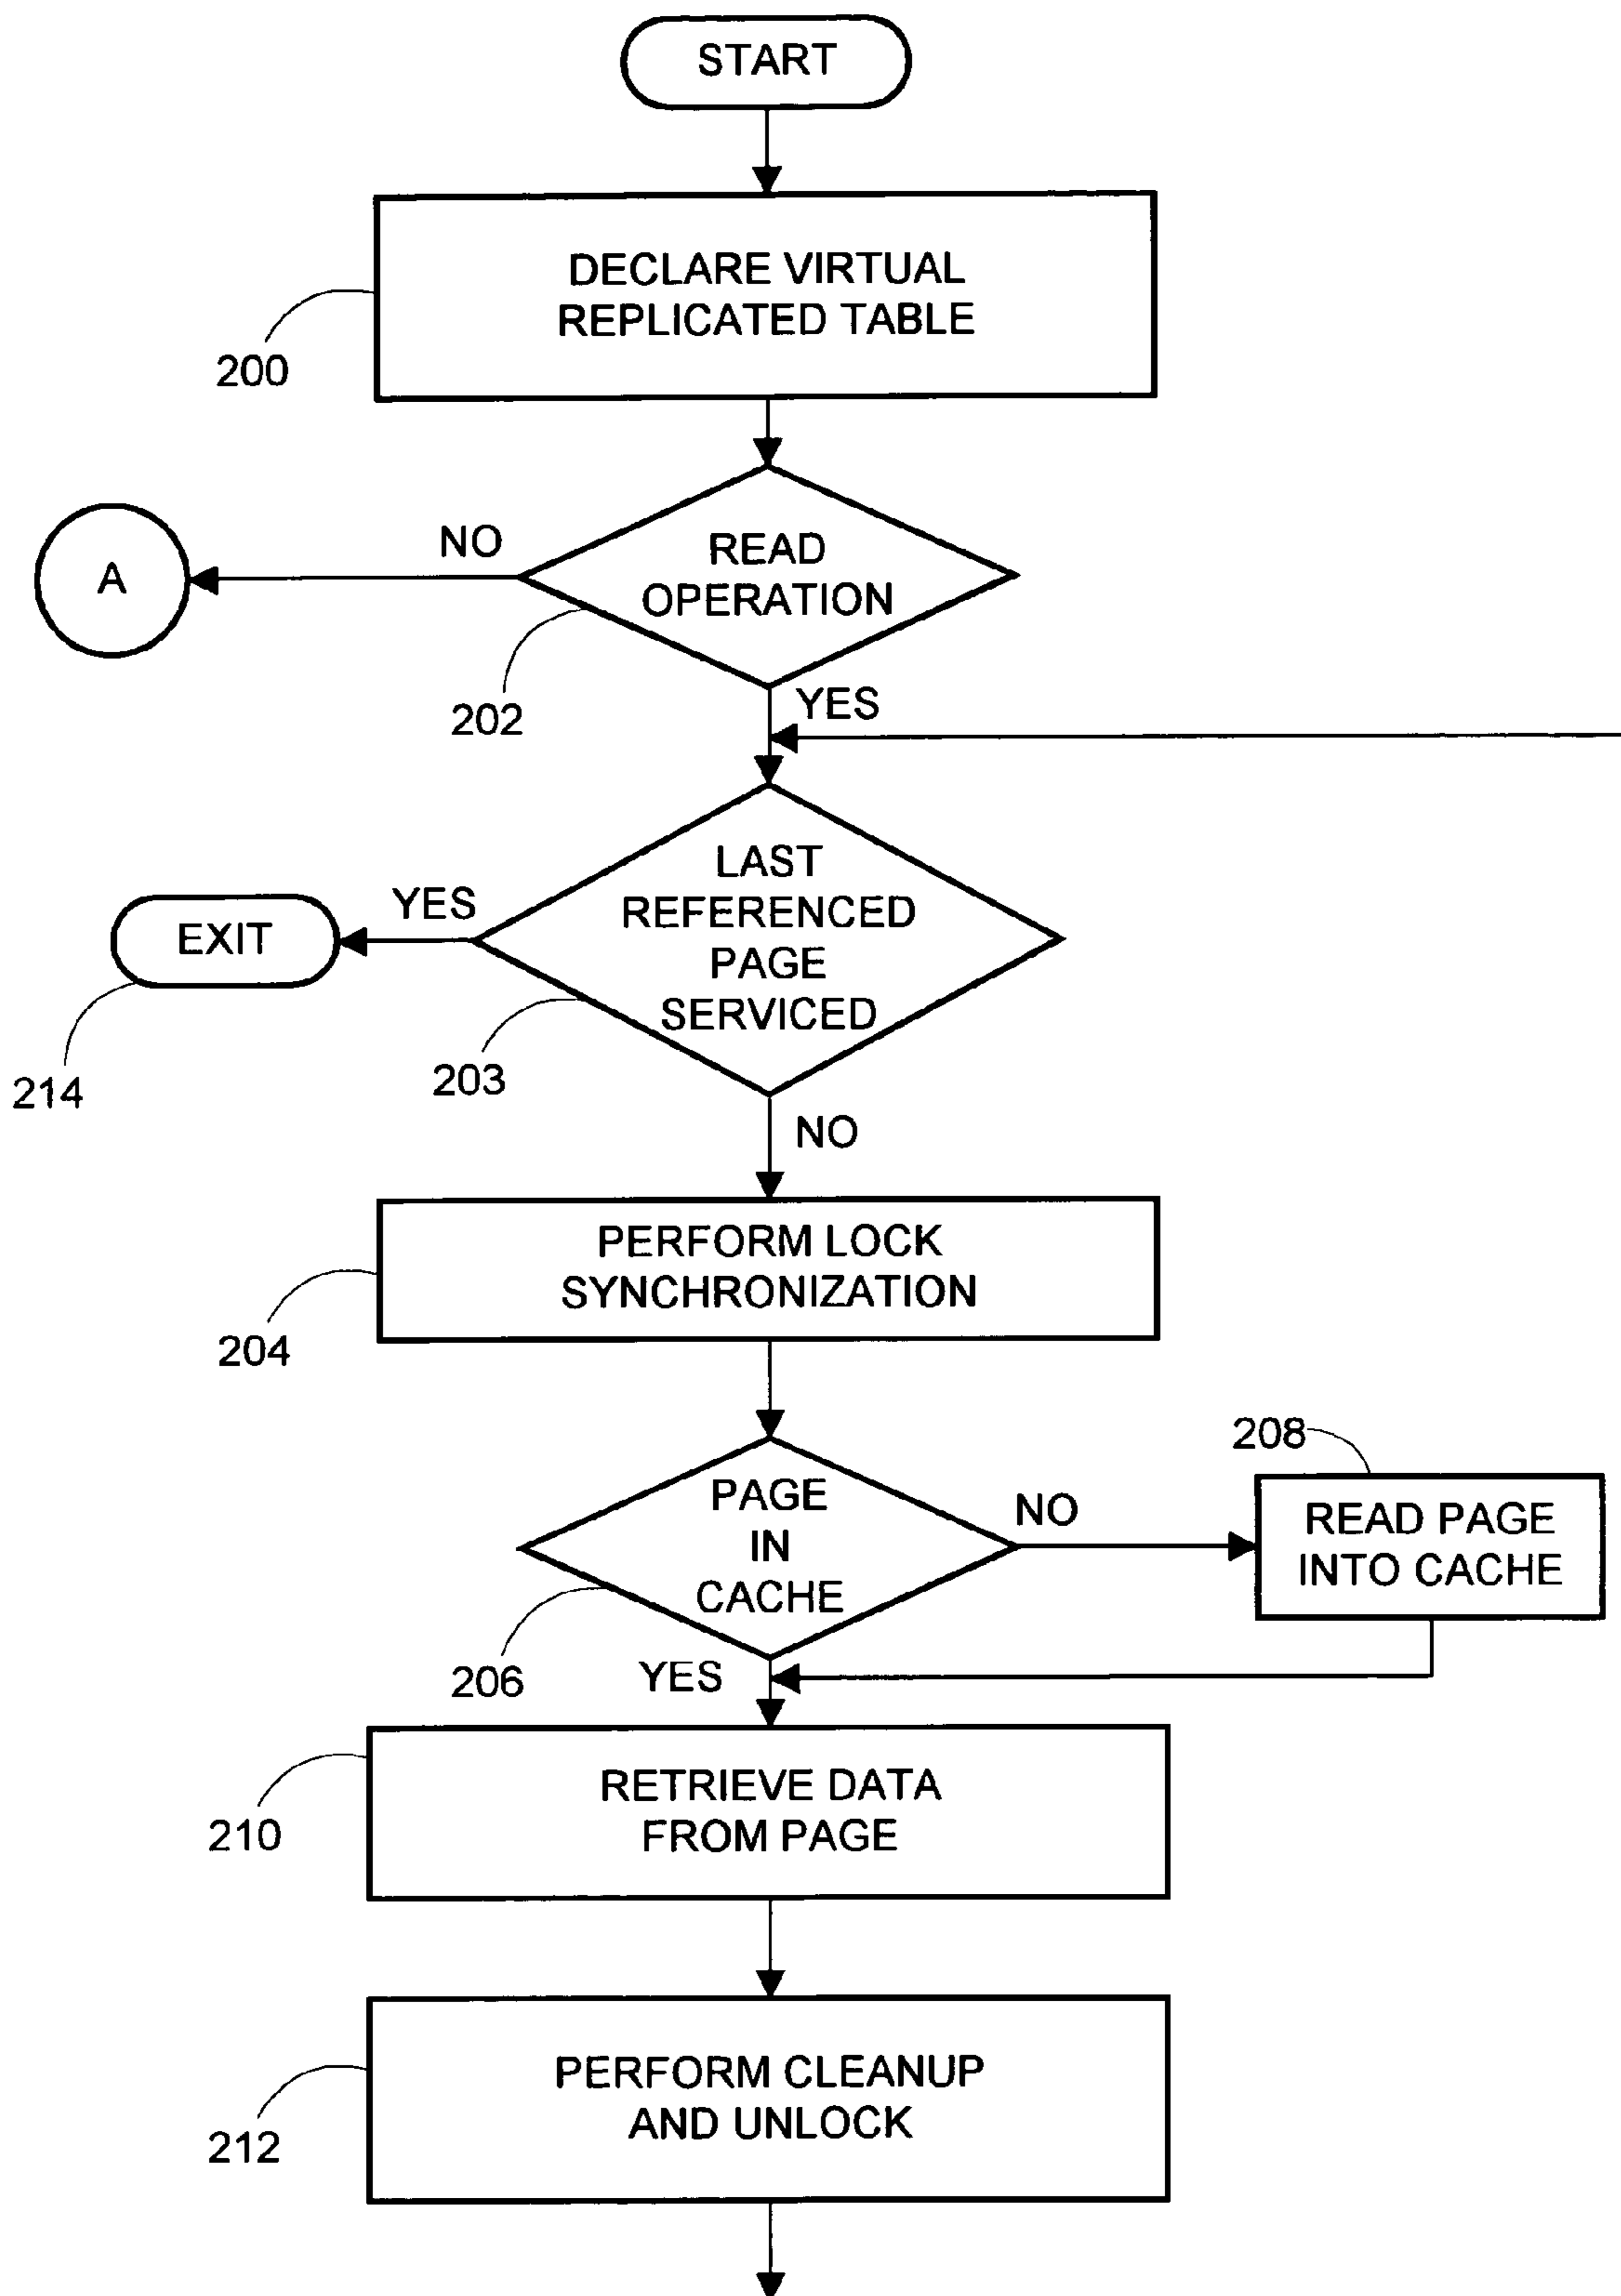 START
DECLARE VIRTUAL
REPLICATED TABLE
200
NO
READ
OPERATION
A
202
YES
LAST
REFERENCED
PAGE
SERVICED
YES
EXIT
214
203
NO
PERFORM LOCK
SYNCHRONIZATION
204
208
PAGE
IN
CACHE
NO
READ PAGE
INTO CACHE
206
YES
RETRIEVE DATA
FROM PAGE
210
PERFORM CLEANUP
AND UNLOCK
212